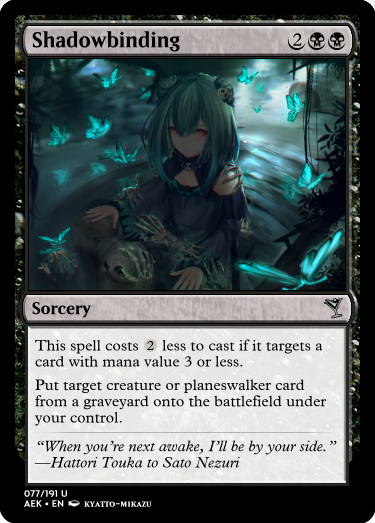 Shadowbinding 2
Sorcery
This spell costs 2 less to cast if it targets a
card with mana value 3 or less.
Put target creature or planeswalker card
from a graveyard onto the battlefield under
your control.
“When you're next awake, I'll be by your side.”
—Hattori Touka to Sato Nezuri
077/191 U
AEK • EN KYATTO-MIKAZU